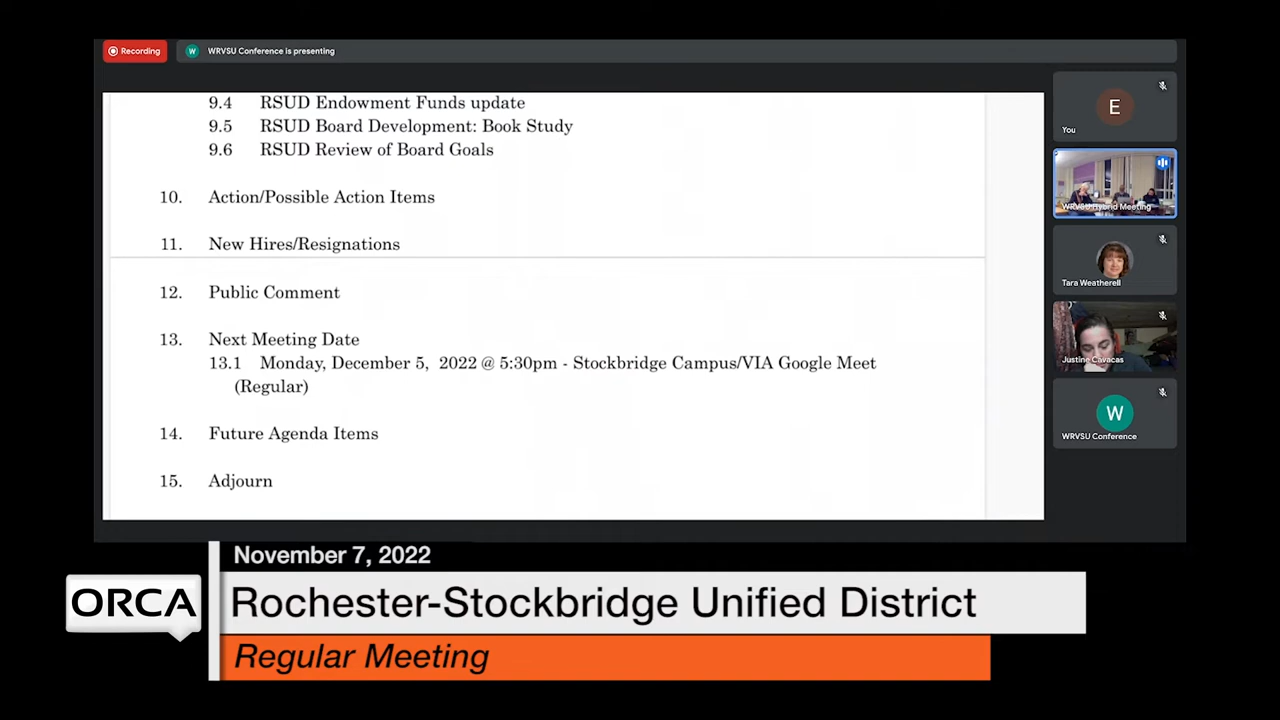 Recording
W WRVSU Conference is presenting
9.4 RSUD Endowment Funds update
9.5 RSUD Board Development: Book Study
9.6 RSUD Review of Board Goals
10. Action/Possible Action Items
11. New Hires/Resignations
12. Public Comment
13. Next Meeting Date
13.1 Monday, December 5, 2022 @ 5:30pm - Stockbridge Campus/VIA Google Meet
(Regular)
14. Future Agenda Items
15. Adjourn
E
You
WRVSU Hybrid Meeting
Tara Weatherell
Justine Cavacas
W
WRVSU Conference
November 7, 2022
ORCA
Rochester-Stockbridge Unified District
Regular Meeting